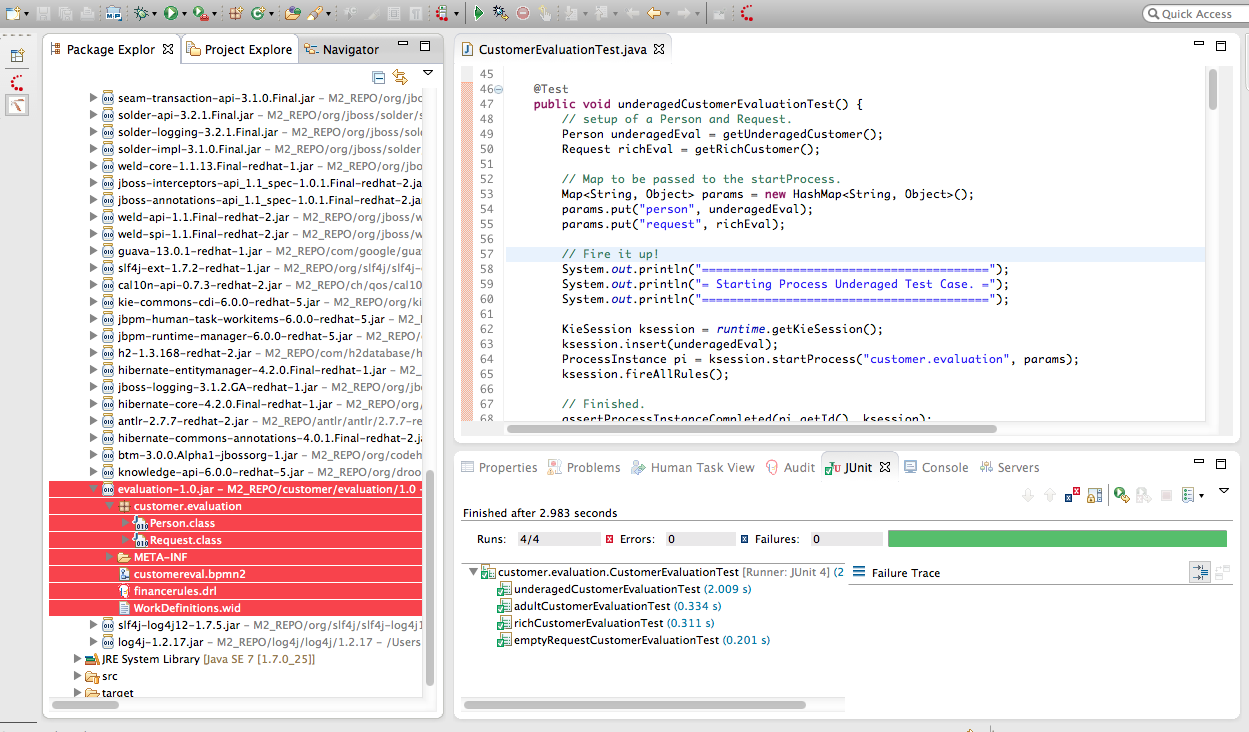 Quick Access
Package Explor
Project Explore
Navigator
seam-transaction-api-3.1.0.Final.jar - M2_REPO/org/jbo
solder-api-3.2.1.Final.jar - M2_REPO/org/jboss/solder/s
solder-logging-3.2.1.Final.jar - M2_REPO/org/jboss/sol
solder-impl-3.1.0.Final.jar - M2_REPO/org/jboss/solder
weld-core-1.1.13.Final-redhat-1.jar - M2_REPO/org/jbo
jboss-interceptors-api_1.1_spec-1.0.1.Final-redhat-2.ja
jboss-annotations-api_1.1_spec-1.0.1.Final-redhat-2.ja
weld-api-1.1.Final-redhat-2.jar - M2_REPO/org/jboss/w
weld-spi-1.1.Final-redhat-2.jar - M2_REPO/org/jboss/w
guava-13.0.1-redhat-1.jar - M2_REPO/com/google/gua
slf4j-ext-1.7.2-redhat-1.jar - M2_REPO/org/slf4j/slf4j-
cal10n-api-0.7.3-redhat-2.jar - M2_REPO/ch/qos/cal10
kie-commons-cdi-6.0.0-redhat-5.jar - M2_REPO/org/ki
jbpm-human-task-workitems-6.0.0-redhat-5.jar - M2_
jbpm-runtime-manager-6.0.0-redhat-5.jar - M2_REPO/
h2-1.3.168-redhat-2.jar - M2_REPO/com/h2database/h
hibernate-entitymanager-4.2.0.Final-redhat-1.jar - M2
jboss-logging-3.1.2.GA-redhat-1.jar - M2_REPO/org/jb
hibernate-core-4.2.0.Final-redhat-1.jar - M2_REPO/org,
antlr-2.7.7-redhat-2.jar - M2_REPO/antlr/antlr/2.7.7-re
hibernate-commons-annotations-4.0.1.Final-redhat-2.j
btm-3.0.0.Alpha1-jbossorg-1.jar - M2_REPO/org/codeh
knowledge-api-6.0.0-redhat-5.jar - M2_REPO/org/droo
evaluation-1.0.jar - M2_REPO/customer/evaluation/1.0 -
customer.evaluation
Person.class
Request.class
META-INF
customereval.bpmn2
financerules.drl
WorkDefinitions.wid
slf4j-log4j12-1.7.5.jar - M2_REPO/org/slf4j/slf4j-log4j1
log4j-1.2.17.jar - M2_REPO/log4j/log4j/1.2.17 - /Users
JRE System Library [Java SE 7 [1.7.0_25]]
src
target
CustomerEvaluationTest.java
45
46 @Test
47 public void underagedCustomerEvaluationTest() {
48 // setup of a Person and Request.
49 Person underagedEval = getUnderagedCustomer();
50 Request richEval = getRichCustomer();
51
52 // Map to be passed to the startProcess.
53 Map<String, Object> params = new HashMap<String, Object>();
54 params.put("person", underagedEval);
55 params.put("request", richEval);
56
57 // Fire it up!
58 System.out.println("========================================");
59 System.out.println("= Starting Process Underaged Test Case. =");
60 System.out.println("========================================");
61
62 KieSession ksession = runtime.getKieSession();
63 ksession.insert(underagedEval);
64 ProcessInstance pi = ksession.startProcess("customer.evaluation", params);
65 ksession.fireAllRules();
66
67 // Finished.
68 assertProcessInstanceCompleted(pi.getId(), ksession);
Properties
Problems
Human Task View
Audit
JUnit
Console
Servers
Finished after 2.983 seconds
Runs: 4/4 Errors: 0 Failures: 0
customer.evaluation.CustomerEvaluationTest [Runner: JUnit 4] (2
underagedCustomerEvaluationTest (2.009 s)
adultCustomerEvaluationTest (0.334 s)
richCustomerEvaluationTest (0.311 s)
emptyRequestCustomerEvaluationTest (0.201 s)
Failure Trace